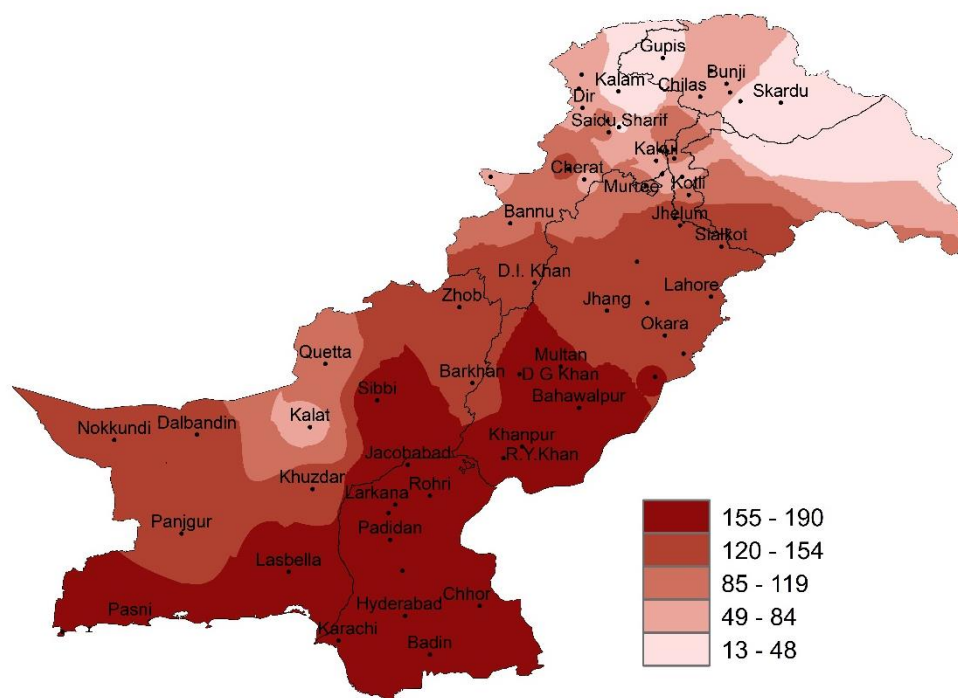 Gupis
Kalam
Bunji
Chilas
Skardu
Dir
Saidu Sharif
Cherat
Murree
Kotli
Bannu
Jhelum
Sialkot
D.I. Khan
Zhob
Jhang
Lahore
Okara
Quetta
Multan
Barkhan
D G Khan
Sibbi
Bahawalpur
Kalat
Nokkundi
Dalbandin
Khanpur
Jacobabad
R.Y.Khan
Khuzdar
Larkana
Rohri
Panjgur
Padidan
Lasbella
Pasni
Hyderabad
Chhor
Karachi
Badin
155 - 190
120 - 154
85 - 119
49 - 84
13 - 48